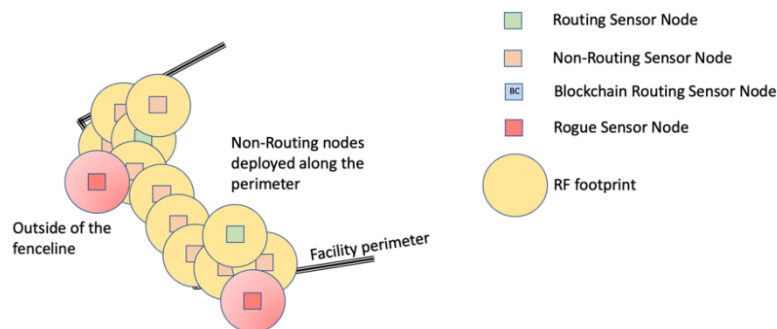 Routing Sensor Node
Non-Routing Sensor Node
BC
Blockchain Routing Sensor Node
Rogue Sensor Node
RF footprint
Non-Routing nodes
deployed along the
perimeter
Outside of the
fenceline
Facility perimeter